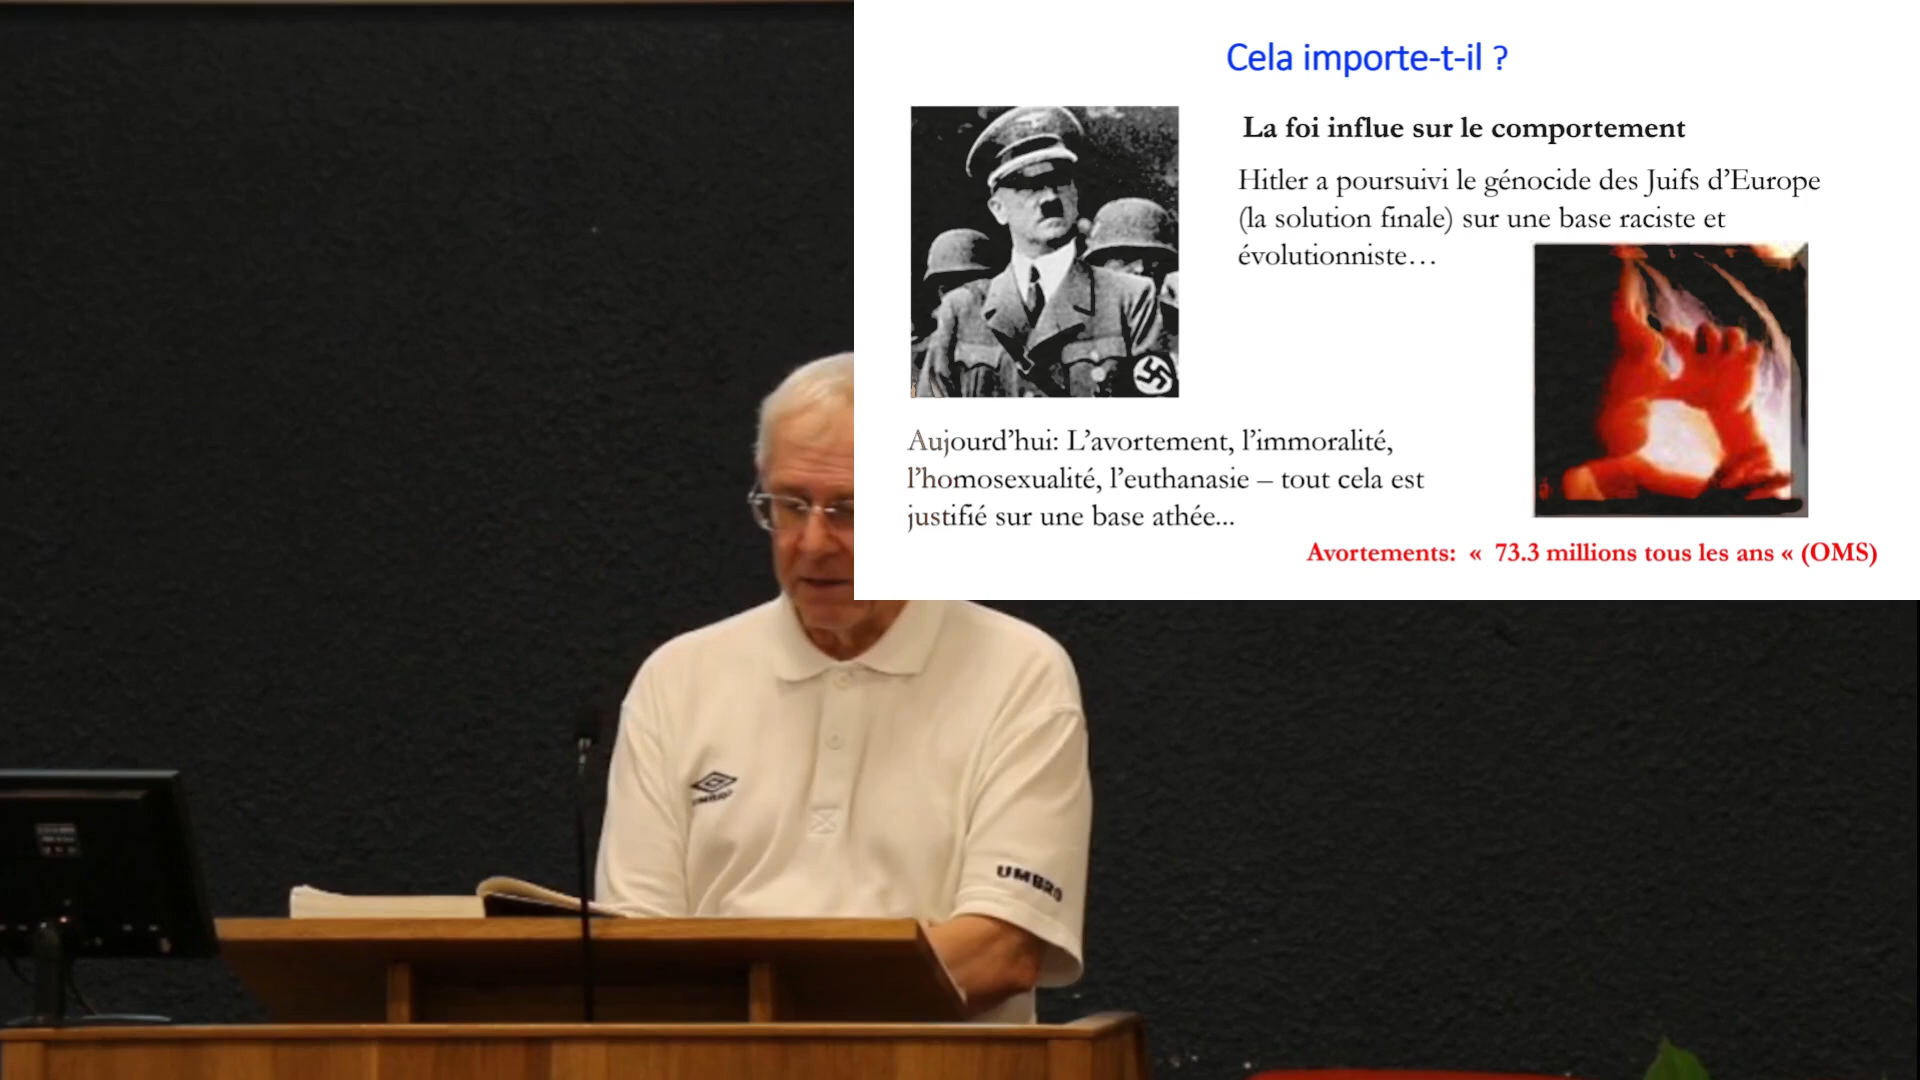 Cela importe-t-il ?
La foi influe sur le comportement
Hitler a poursuivi le génocide des Juifs d’Europe
(la solution finale) sur une base raciste et
évolutionniste…
Aujourd’hui: L’avortement, l’immoralité,
l’homosexualité, l’euthanasie – tout cela est
justifié sur une base athée...
Avortements: « 73.3 millions tous les ans « (OMS)
UMBRO
UMBRO